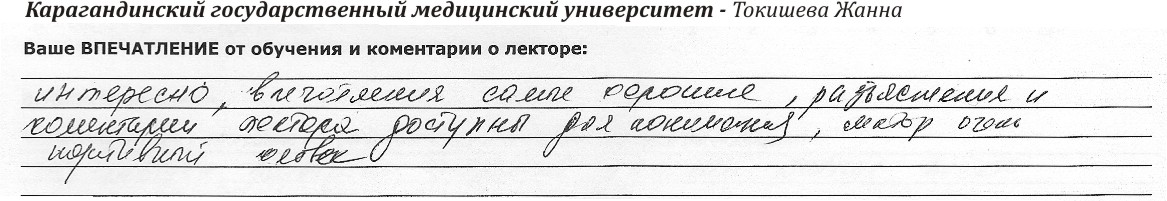 Карагандинский государственный медицинский университет - Токишева Жанна
Ваше ВПЕЧАТЛЕНИЕ от обучения и коментарии о лекторе:
интересно, впечатления самые хорошие, разъяснения и
коментарии лектора доступны для понимания, лектор очень
позитивный человек